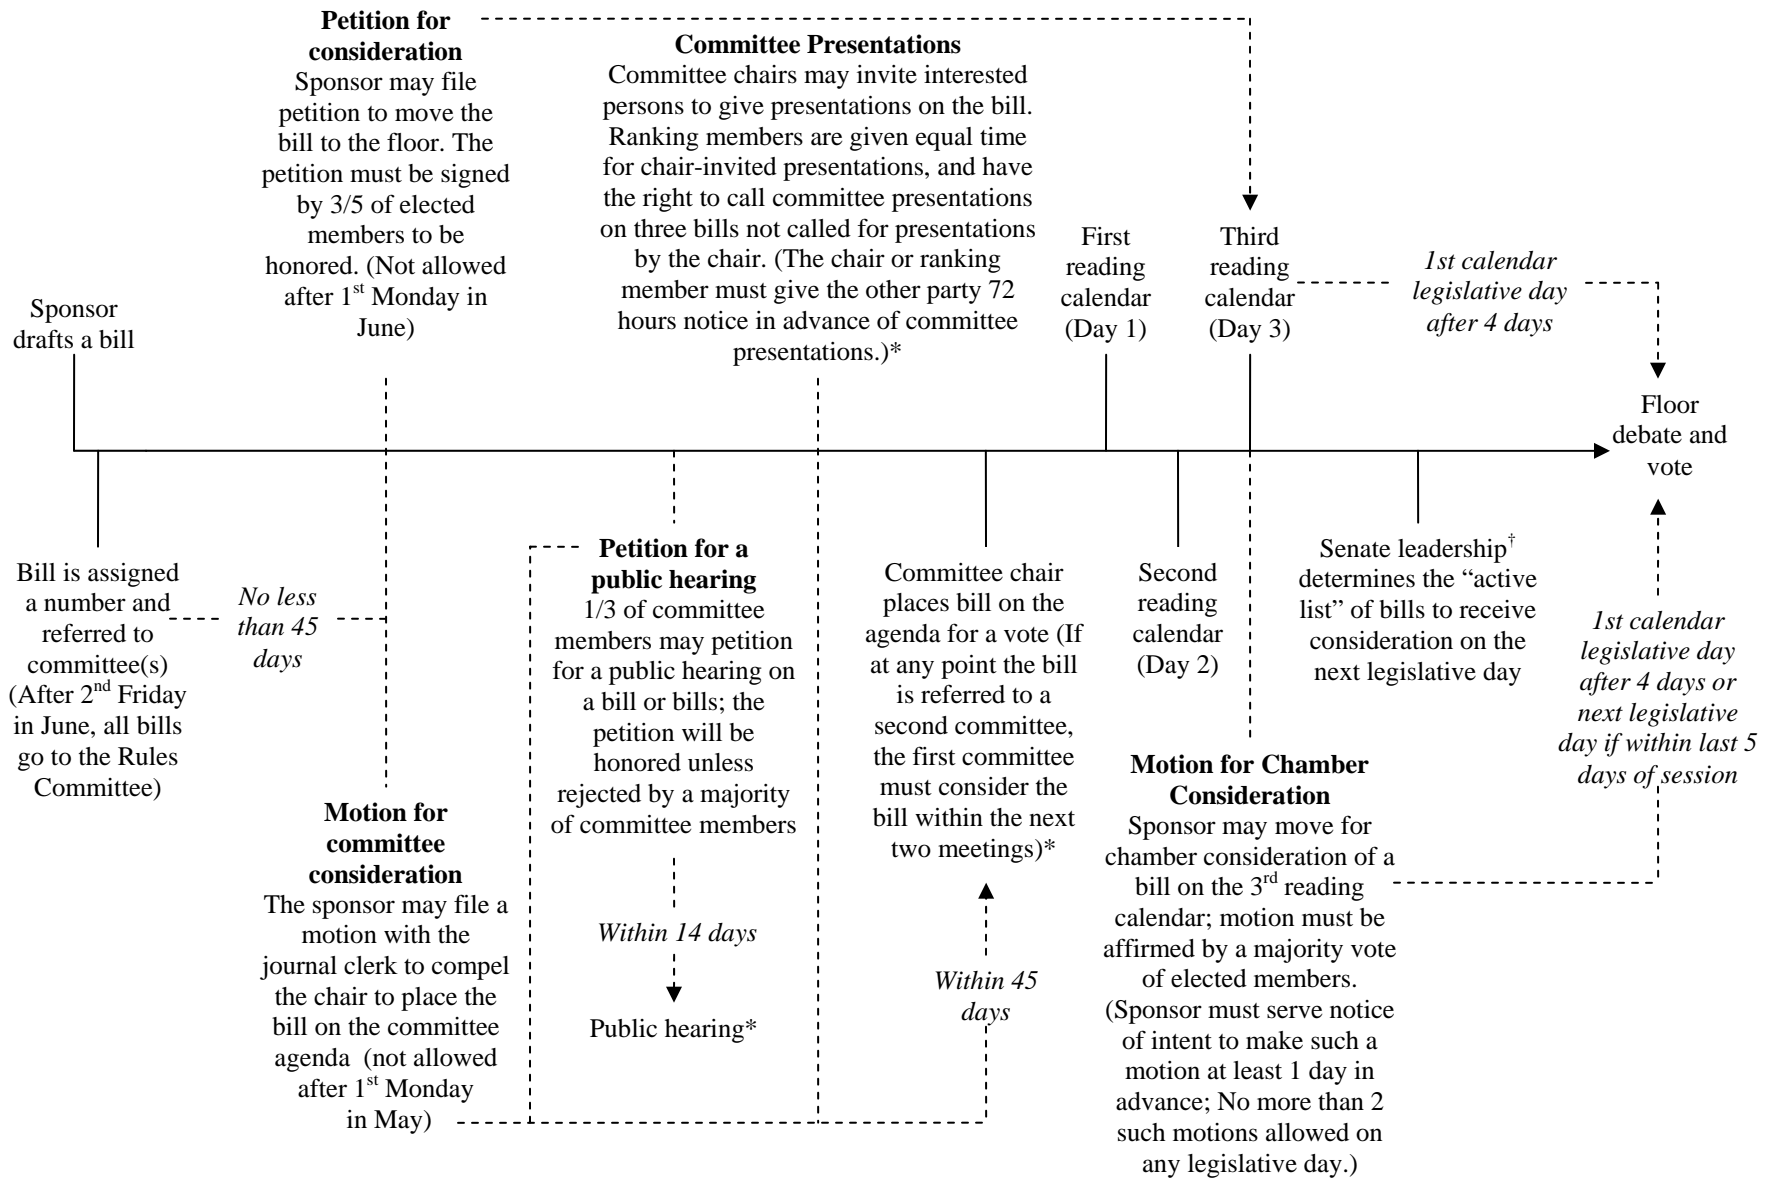 Petition for
consideration
Sponsor may file
petition to move the
bill to the floor. The
petition must be signed
by 3/5 of elected
members to be
honored. (Not allowed
after 1st Monday in
June)
Committee Presentations
Committee chairs may invite interested
persons to give presentations on the bill.
Ranking members are given equal time
for chair-invited presentations, and have
the right to call committee presentations
on three bills not called for presentations
by the chair. (The chair or ranking
member must give the other party 72
hours notice in advance of committee
presentations.)*
First
reading
calendar
(Day 1)
Third
reading
calendar
(Day 3)
1st calendar
legislative day
after 4 days
Sponsor
drafts a bill
Floor
debate and
vote
Bill is assigned
a number and
referred to
committee(s)
(After 2nd Friday
in June, all bills
go to the Rules
Committee)
No less
than 45
days
Motion for
committee
consideration
The sponsor may file a
motion with the
journal clerk to compel
the chair to place the
bill on the committee
agenda (not allowed
after 1st Monday
in May)
Petition for a
public hearing
1/3 of committee
members may petition
for a public hearing on
a bill or bills; the
petition will be
honored unless
rejected by a majority
of committee members
Within 14 days
Public hearing*
Committee chair
places bill on the
agenda for a vote (If
at any point the bill
is referred to a
second committee,
the first committee
must consider the
bill within the next
two meetings)*
Within 45
days
Second
reading
calendar
(Day 2)
Motion for Chamber
Consideration
Sponsor may move for
chamber consideration of a
bill on the 3rd reading
calendar; motion must be
affirmed by a majority vote
of elected members.
(Sponsor must serve notice
of intent to make such a
motion at least 1 day in
advance; No more than 2
such motions allowed on
any legislative day.)
Senate leadership†
determines the “active
list” of bills to receive
consideration on the
next legislative day
1st calendar
legislative day
after 4 days or
next legislative
day if within last 5
days of session